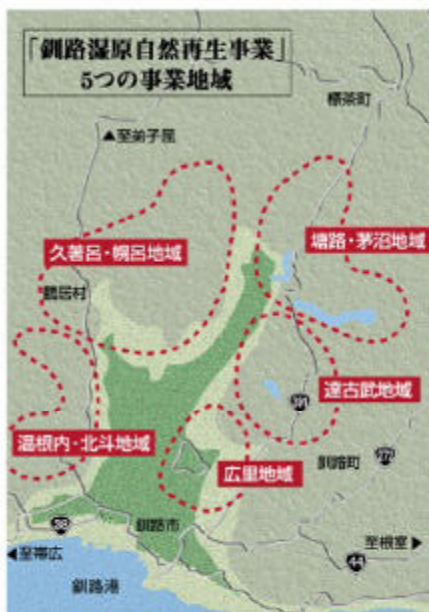 「釧路湿原自然再生事業」
5つの事業地域
標茶町
▲至弟子屈
塘路・茅沼地域
久著呂・幌呂地域
鶴居村
達古武地域
391
温根内・北斗地域
広里地域
釧路町
272
38
釧路市
◀至帯広
至根室▶
44
釧路港